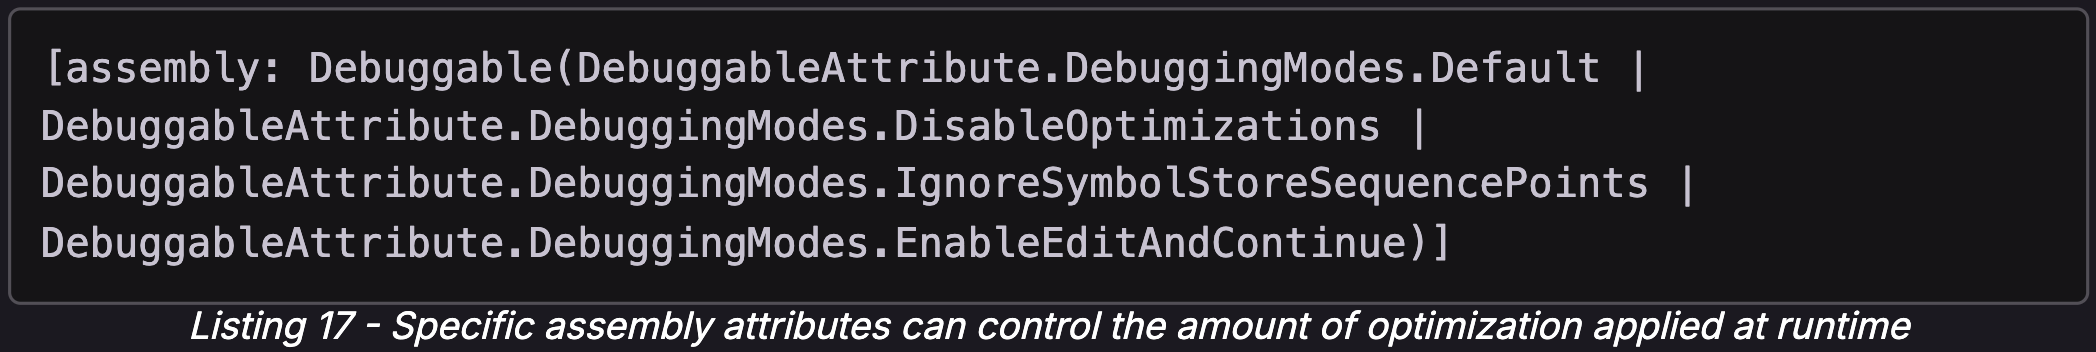 [assembly: Debuggable(DebuggableAttribute.DebuggingModes.Default |
DebuggableAttribute.DebuggingModes.DisableOptimizations |
DebuggableAttribute.DebuggingModes.IgnoreSymbolStoreSequencePoints |
DebuggableAttribute.DebuggingModes.EnableEditAndContinue)]
Listing 17 - Specific assembly attributes can control the amount of optimization applied at runtime